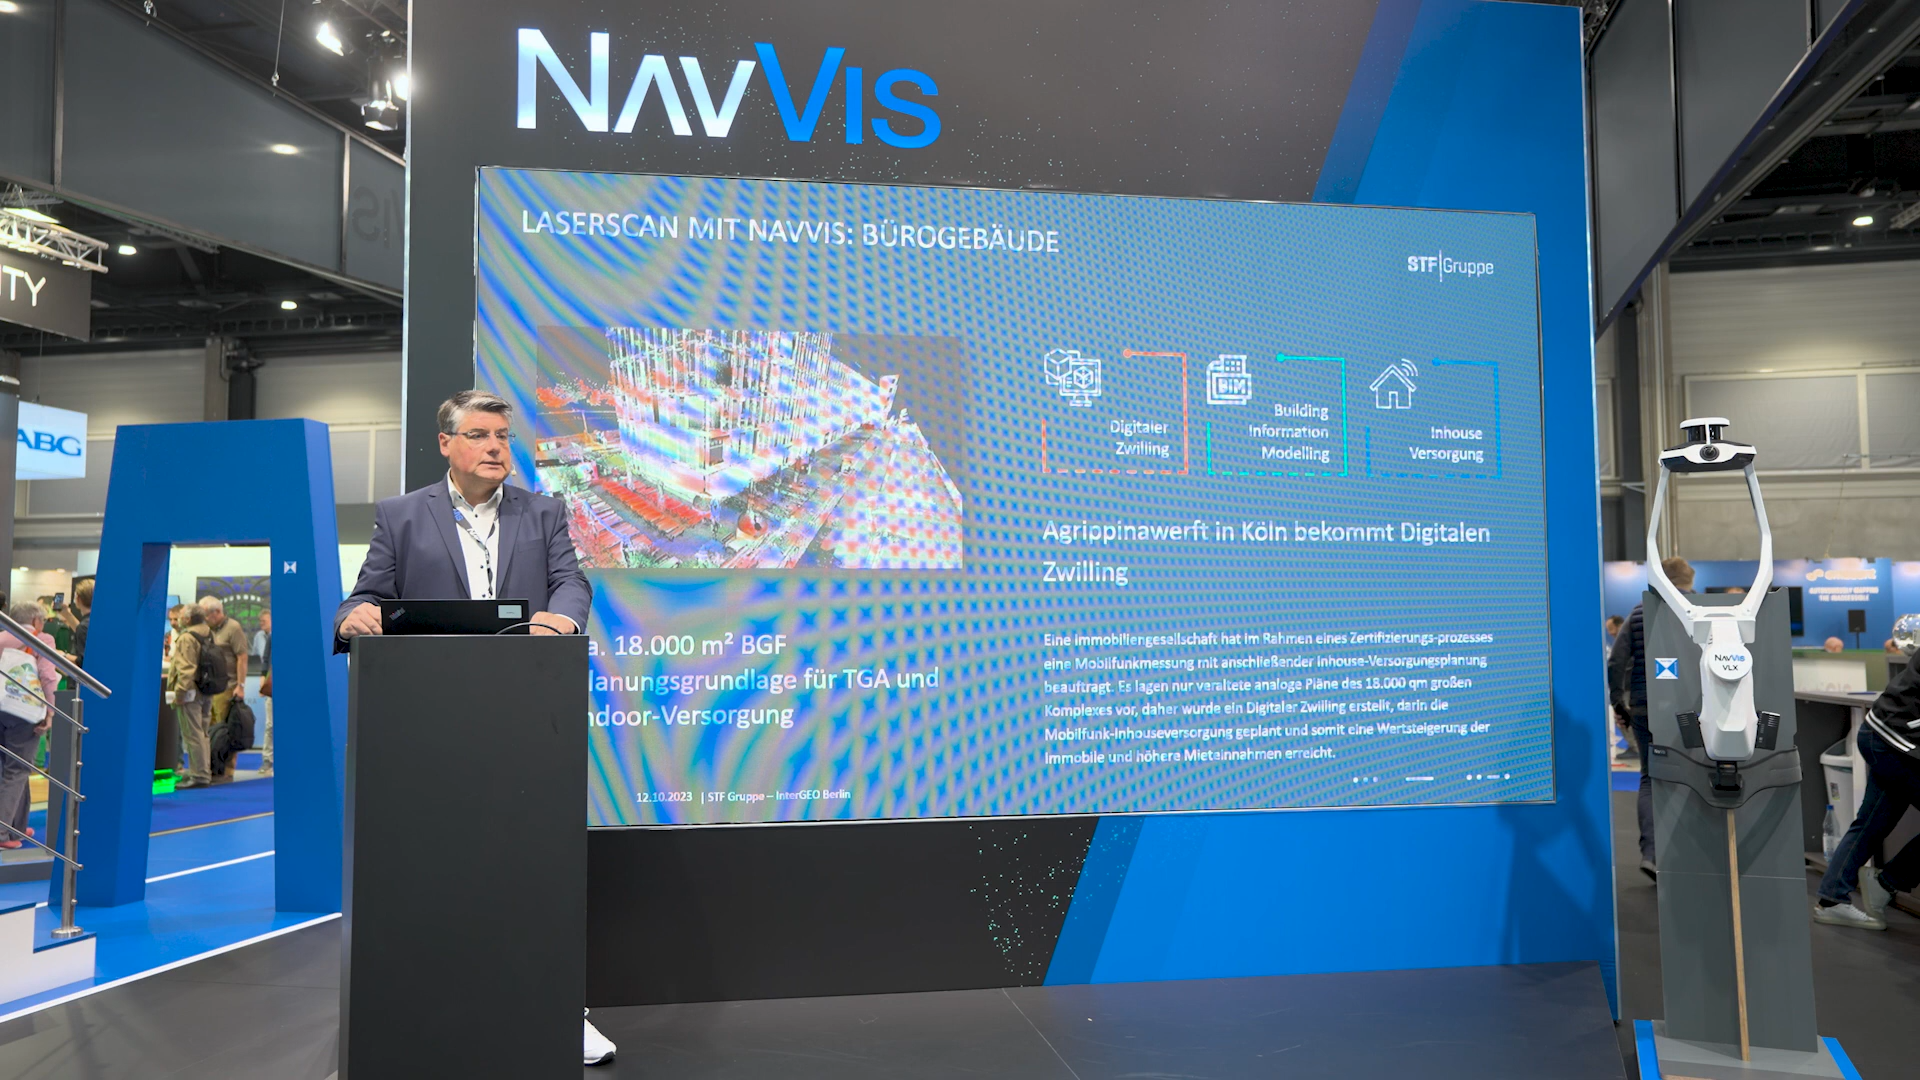 NAVVIS
LASERSCAN MIT NAVVIS: BÜROGEBÄUDE
STF|Gruppe
Digitaler
Zwilling
BIM
Building
Information
Modelling
Inhouse
Versorgung
Agrippinawerft in Köln bekommt Digitalen
Zwilling
Eine Immobiliengesellschaft hat im Rahmen eines Zertifizierungs-prozesses
eine Mobilfunkmessung mit anschließender Inhouse-Versorgungsplanung
beauftragt. Es lagen nur veraltete analoge Pläne des 18.000 qm großen
Komplexes vor, daher wurde ein Digitaler Zwilling erstellt, darin die
Mobilfunk-Inhouseversorgung geplant und somit eine Wertsteigerung der
Immobile und höhere Mieteinnahmen erreicht.
a. 18.000 m² BGF
lanungsgrundlage für TGA und
ndoor-Versorgung
12.10.2023 | STF Gruppe – InterGEO Berlin
ITY
ABG
NAVVIS
VLX